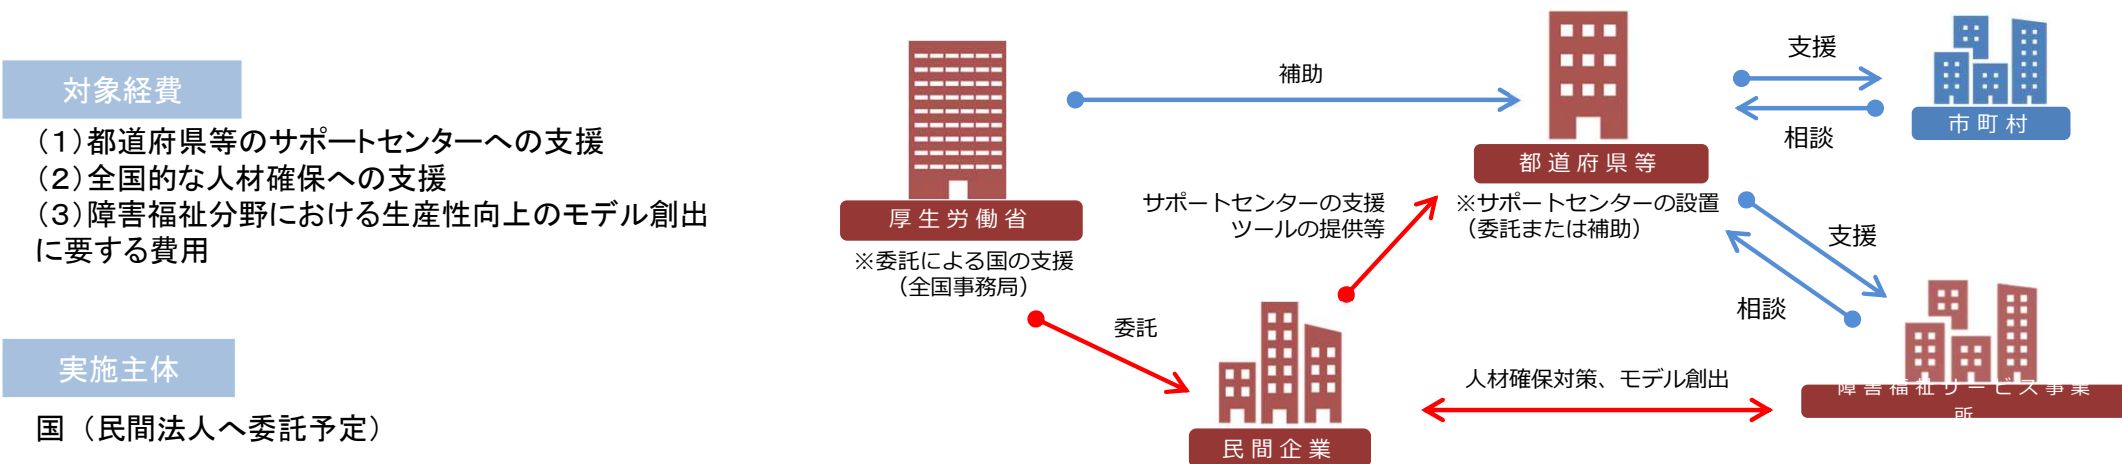 対象経費
（１）都道府県等のサポートセンターへの支援
（２）全国的な人材確保への支援
（３）障害福祉分野における生産性向上のモデル創出
に要する費用
実施主体
国（民間法人へ委託予定）
厚生労働省
※委託による国の支援
（全国事務局）
補助
都道府県等
※サポートセンターの設置
（委託または補助）
支援
相談
市町村
サポートセンターの支援
ツールの提供等
委託
民間企業
支援
相談
人材確保対策、モデル創出
障害福祉サービス事業
所